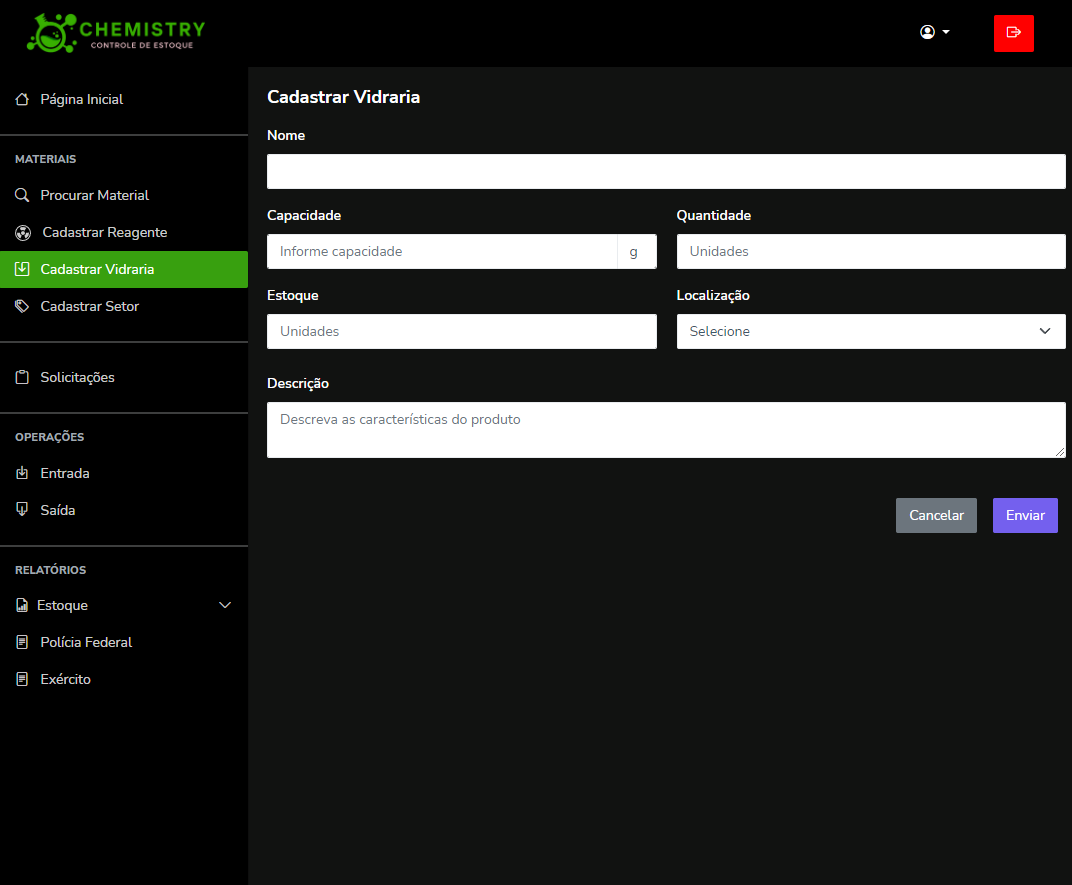 CHEMISTRY
CONTROLE DE ESTOQUE
Página Inicial
MATERIAIS
Procurar Material
Cadastrar Reagente
Cadastrar Vidraria
Cadastrar Setor
Solicitações
OPERAÇÕES
Entrada
Saída
RELATÓRIOS
Estoque
Polícia Federal
Exército
Cadastrar Vidraria
Nome
Capacidade
Quantidade
Informe capacidade g
Unidades
Estoque
Localização
Unidades
Selecione
Descrição
Descreva as características do produto
Cancelar
Enviar